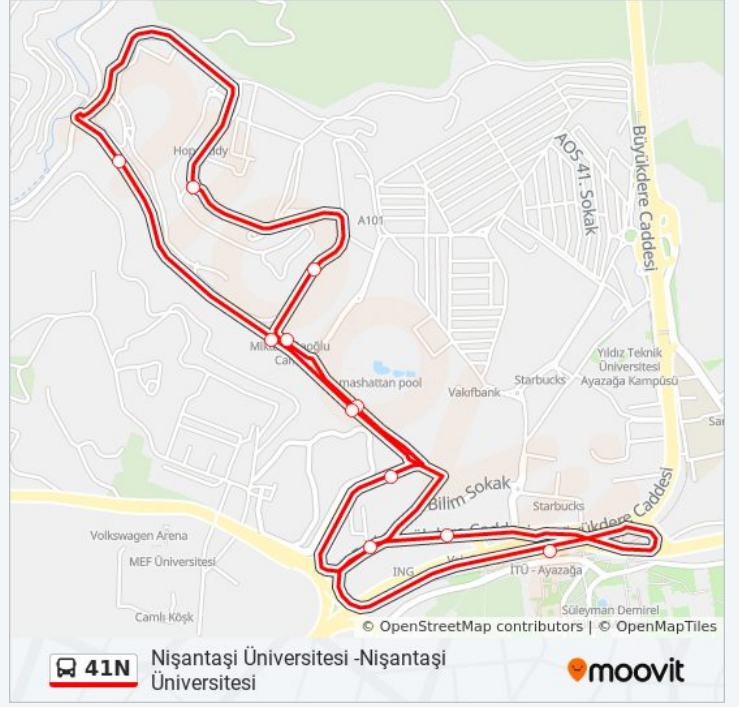 Büyükdere Caddesi
AOS 41. Sokak
A101
Yıldız Teknik
Üniversitesi
Ayazağa Kampüsü
mashattan pool
Starbucks
Vakıfbank
Bilim Sokak
Starbucks
Büyükdere Caddesi
Volkswagen Arena
MEF Üniversitesi
ING
İTÜ - Ayazağa
Camlı Köşk
Süleyman Demirel
© OpenStreetMap contributors | © OpenMapTiles
41N
Nişantaşi Üniversitesi -Nişantaşi
Üniversitesi
moovit